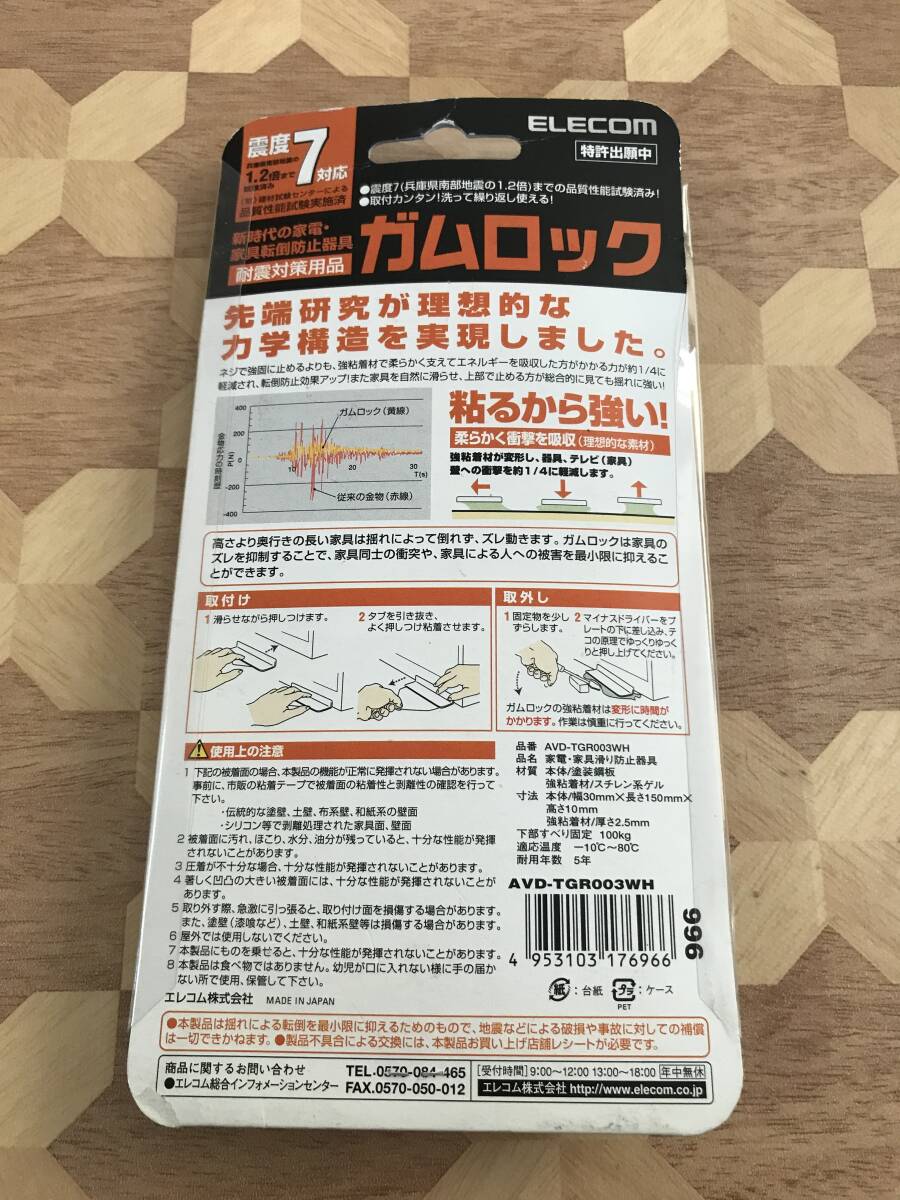 ELECOM
特許出願中
震度7対応
兵庫県南部地震の
1.2倍まで
試験済み
(財)建材試験センターによる
品質性能試験実施済
●震度7(兵庫県南部地震の1.2倍)までの品質性能試験済み!
●取付カンタン!洗って繰り返し使える!
新時代の家電・
家具転倒防止器具
耐震対策用品
ガムロック
先端研究が理想的な
力学構造を実現しました。
ネジで強固に止めるよりも、強粘着材で柔らかく支えてエネルギーを吸収した方がかかる力が約1/4に
軽減され、転倒防止効果アップ!また家具を自然に滑らせ、上部で止める方が総合的に見ても揺れに強い!
金物応力の時刻歴
P(N)
400
200
0
-200
-400
ガムロック(黄線)
10
20
30
T(s)
従来の金物(赤線)
粘るから強い!
柔らかく衝撃を吸収(理想的な素材)
強粘着材が変形し、器具、テレビ(家具)
壁への衝撃を約1/4に軽減します。
高さより奥行きの長い家具は揺れによって倒れず、ズレ動きます。ガムロックは家具の
ズレを抑制することで、家具同士の衝突や、家具による人への被害を最小限に抑えるこ
とができます。
取付け
1 滑らせながら押しつけます。
2 タブを引き抜き、
よく押しつけ粘着させます。
取外し
1 固定物を少し
ずらします。
2 マイナスドライバーをプ
レートの下に差し込み、テ
コの原理でゆっくりゆっく
りと押し上げてください。
ガムロックの強粘着材は変形に時間が
かかります。作業は慎重に行ってください。
使用上の注意
1 下記の被着面の場合、本製品の機能が正常に発揮されない場合があります。
事前に、市販の粘着テープで被着面の粘着性と剥離性の確認を行って
下さい。
・伝統的な塗壁、土壁、布系壁、和紙系の壁面
・シリコン等で剥離処理された家具面、壁面
2 被着面に汚れ、ほこり、水分、油分が残っていると、十分な性能が発揮
されないことがあります。
3 圧着が不十分な場合、十分な性能が発揮されないことがあります。
4 著しく凹凸の大きい被着面には、十分な性能が発揮されないことが
あります。
5 取り外す際、急激に引っ張ると、取り付け面を損傷する場合があります。
また、塗壁(漆喰など)、土壁、和紙系壁等は損傷する場合があります。
6 屋外では使用しないでください。
7 本製品にものを乗せると、十分な性能が発揮されないことがあります。
8 本製品は食べ物ではありません。幼児が口に入れない様に手の届か
ない所で使用、保管して下さい。
エレコム株式会社 MADE IN JAPAN
品番 AVD-TGR003WH
品名 家電・家具滑り防止器具
材質 本体/塗装鋼板
強粘着材/スチレン系ゲル
寸法 本体/幅30mm×長さ150mm×
高さ10mm
強粘着材/厚さ2.5mm
下部すべり固定 100kg
適応温度 −10℃〜80℃
耐用年数 5年
AVD-TGR003WH
996
4 953103 176966
紙:台紙 プラ:ケース
PET
●本製品は揺れによる転倒を最小限に抑えるためのもので、地震などによる破損や事故に対しての補償
は一切できかねます。●製品不具合による交換には、本製品お買い上げ店舗レシートが必要です。
商品に関するお問い合わせ
●エレコム総合インフォメーションセンター
TEL.0570-084-465
FAX.0570-050-012
[受付時間]9:00〜12:00 13:00〜18:00 年中無休
エレコム株式会社 http://www.elecom.co.jp